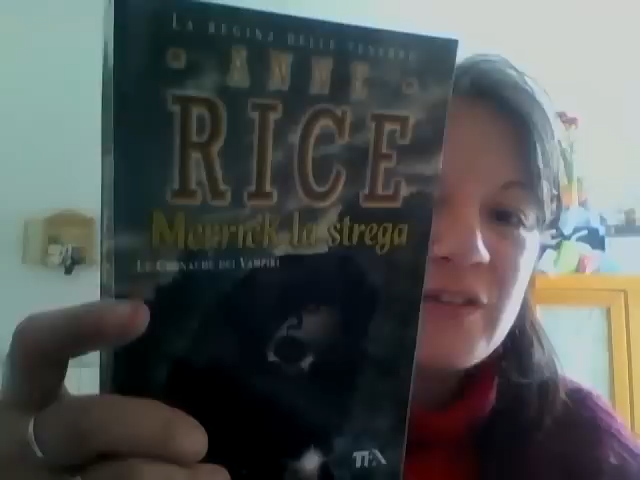 LA REGINA DELLE TENEBRE
ANNE
RICE
Merrick la strega
LE CRONACHE DEI VAMPIRI
TEA